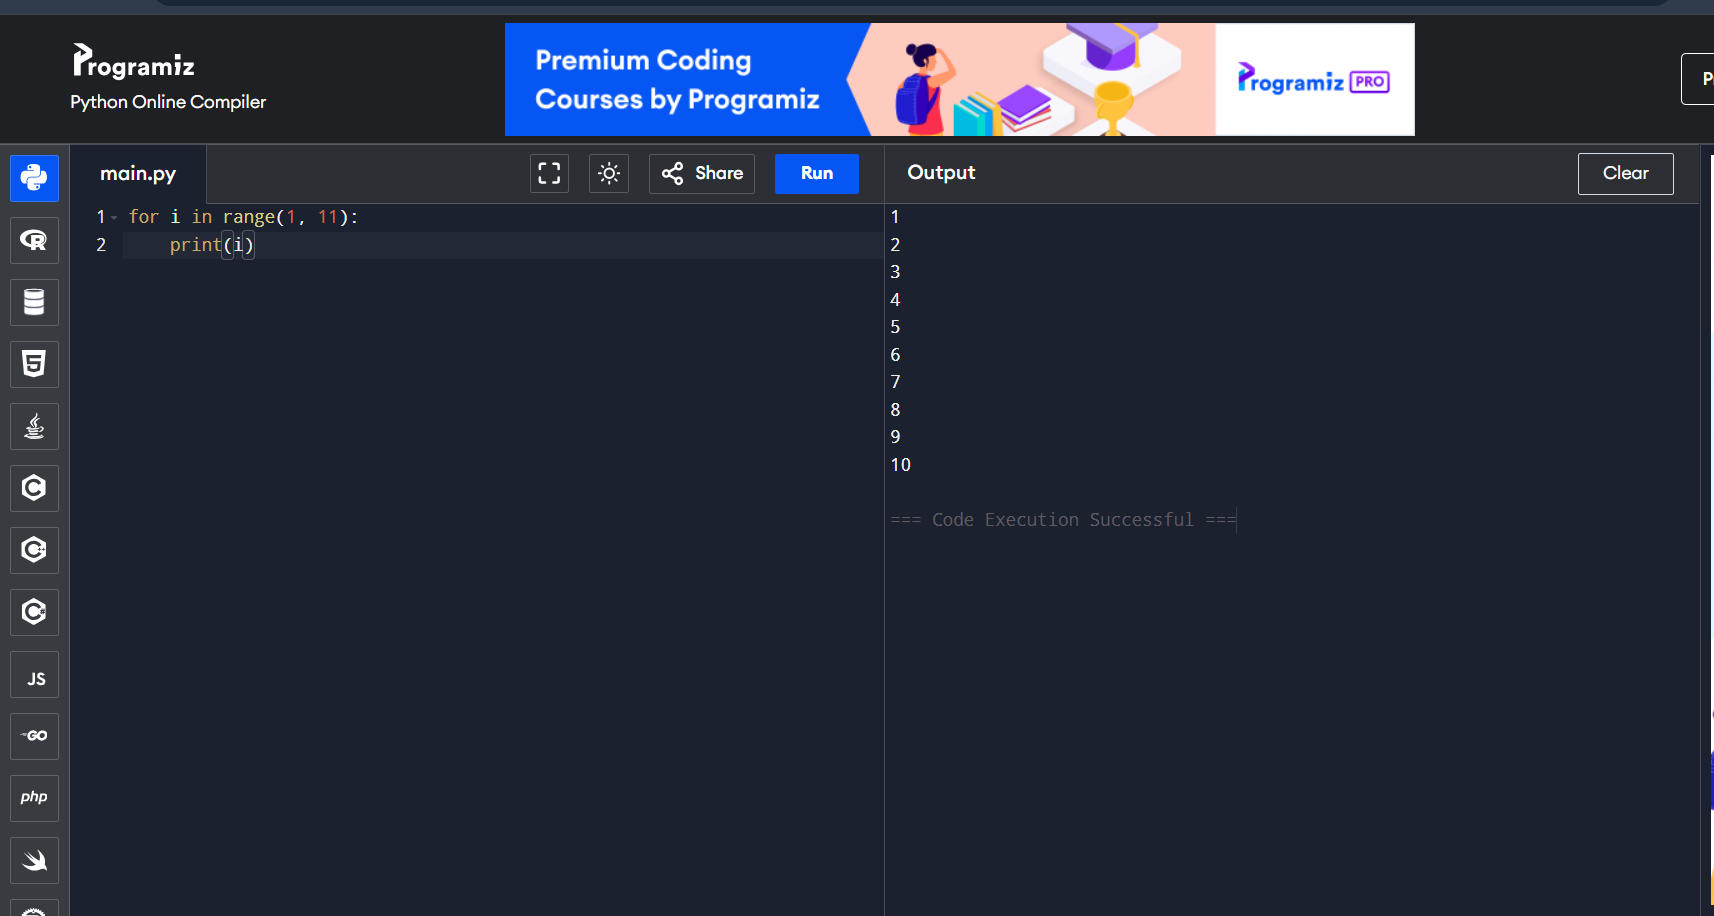 Programiz
Python Online Compiler
Premium Coding
Courses by Programiz
Programiz PRO
main.py
Share
Run
Output
Clear
1 for i in range(1, 11):
2     print(i)
1
2
3
4
5
6
7
8
9
10
=== Code Execution Successful ===
R
5
C
C++
C#
JS
GO
php